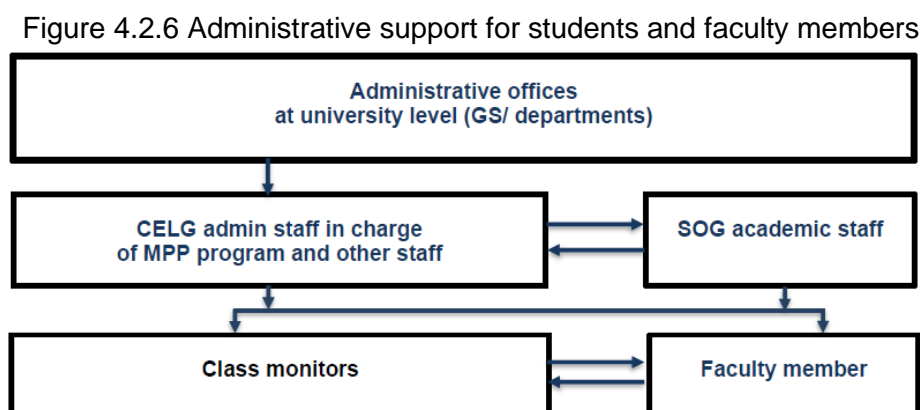 Figure 4.2.6 Administrative support for students and faculty members
Administrative offices
at university level (GS/ departments)
CELG admin staff in charge
of MPP program and other staff
SOG academic staff
Class monitors
Faculty member